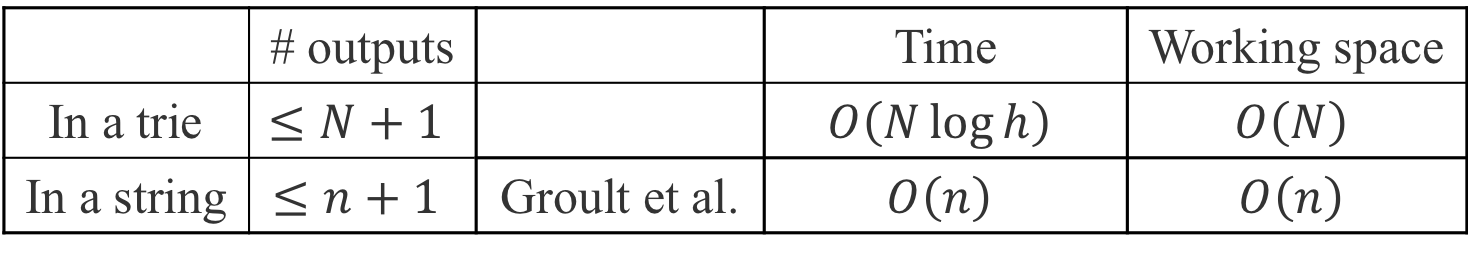 # outputs Time Working space
In a trie ≤ N + 1 O(N log h) O(N)
In a string ≤ n + 1 Groult et al. O(n) O(n)